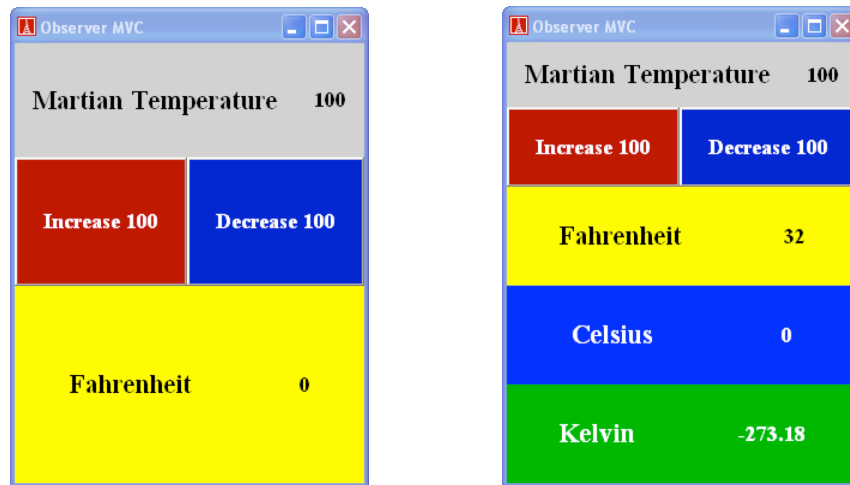 Observer MVC
Martian Temperature 100
Increase 100 Decrease 100
Fahrenheit 0
Observer MVC
Martian Temperature 100
Increase 100 Decrease 100
Fahrenheit 32
Celsius 0
Kelvin -273.18